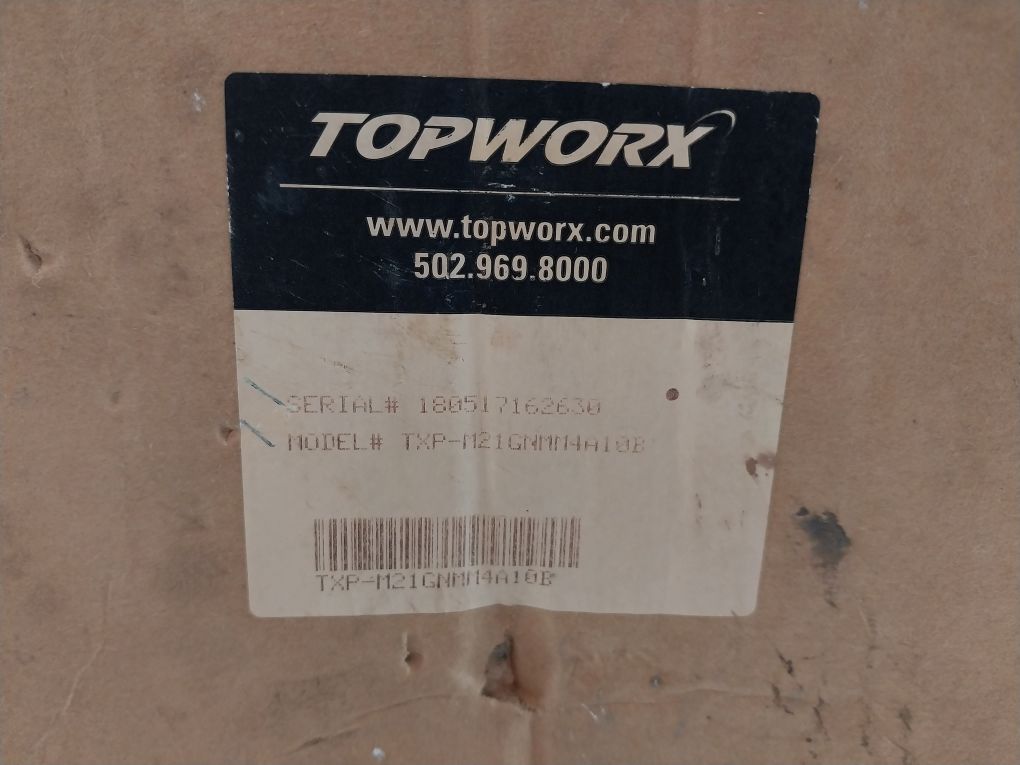 TOPWORX
www.topworx.com
502.969.8000
SERIAL# 180517162630
MODEL# TXP-M21GNMM4A10B
TXP-M21GNMM4A10B